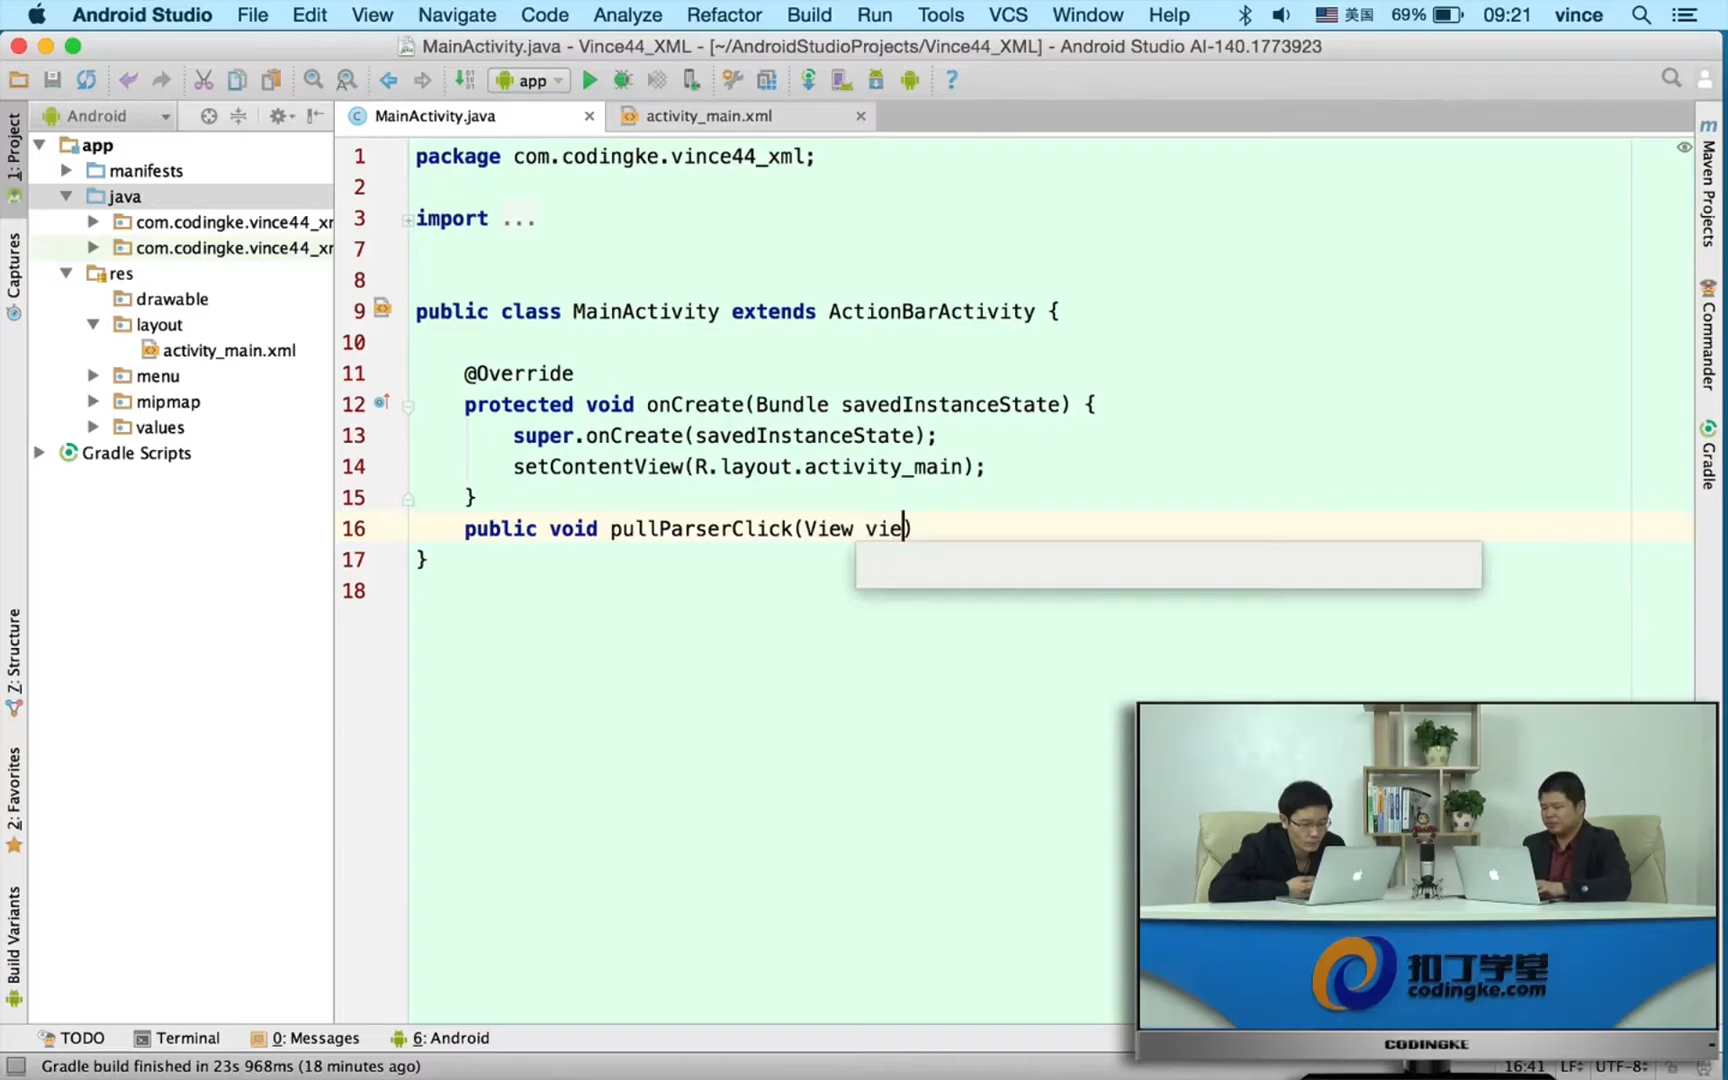 Android Studio File Edit View Navigate Code Analyze Refactor Build Run Tools VCS Window Help 美国 69% 09:21 vince
MainActivity.java - Vince44_XML - [~/AndroidStudioProjects/Vince44_XML] - Android Studio AI-140.1773923
app
Android
MainActivity.java
activity_main.xml
1: Project
Captures
Z: Structure
2: Favorites
Build Variants
app
manifests
java
com.codingke.vince44_xr
com.codingke.vince44_xr
res
drawable
layout
activity_main.xml
menu
mipmap
values
Gradle Scripts
1 package com.codingke.vince44_xml;
2
3 import ...
7
8
9 public class MainActivity extends ActionBarActivity {
10
11 @Override
12 protected void onCreate(Bundle savedInstanceState) {
13 super.onCreate(savedInstanceState);
14 setContentView(R.layout.activity_main);
15 }
16 public void pullParserClick(View vie)
17 }
18
Maven Projects
Commander
Gradle
扣丁学堂
codingke.com
CODINGKE
TODO Terminal 0: Messages 6: Android
Gradle build finished in 23s 968ms (18 minutes ago)
16:41 LF UTF-8